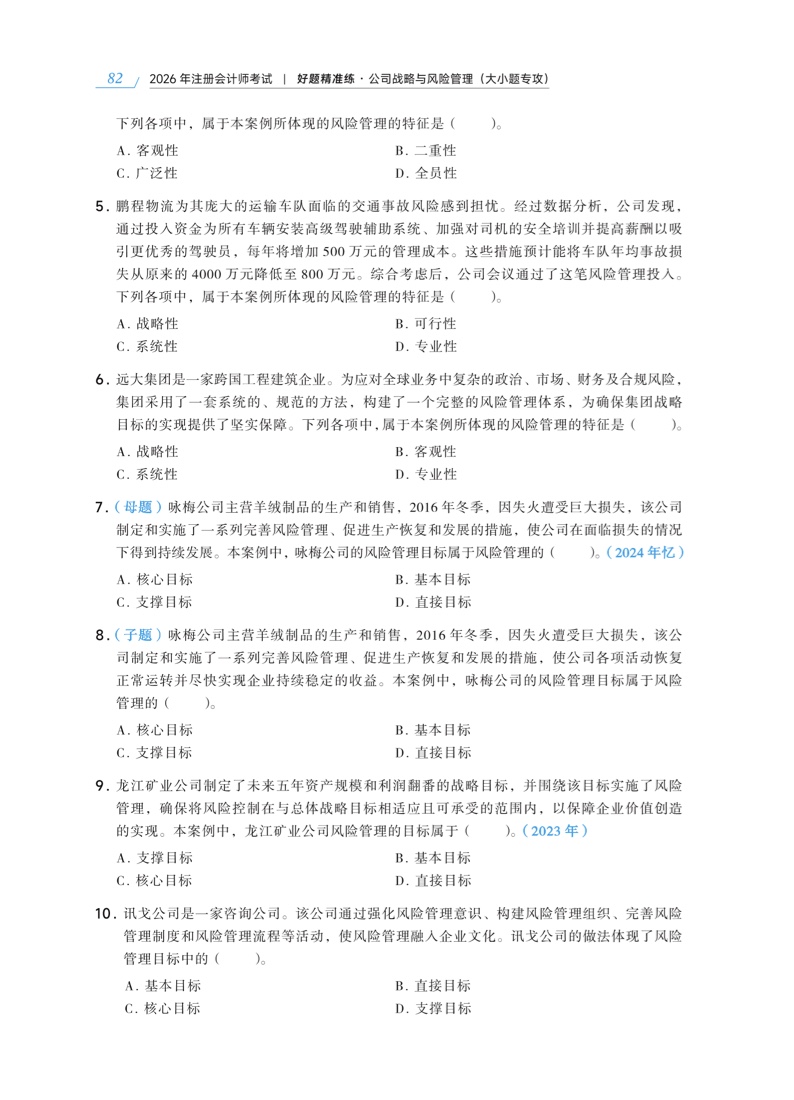 82 2026 年注册会计师考试 | 好题精准练·公司战略与风险管理（大小题专攻）
下列各项中，属于本案例所体现的风险管理的特征是（　　）。
A. 客观性 B. 二重性
C. 广泛性 D. 全员性
5. 鹏程物流为其庞大的运输车队面临的交通事故风险感到担忧。经过数据分析，公司发现，
通过投入资金为所有车辆安装高级驾驶辅助系统、加强对司机的安全培训并提高薪酬以吸
引更优秀的驾驶员，每年将增加 500 万元的管理成本。这些措施预计能将车队年均事故损
失从原来的 4000 万元降低至 800 万元。综合考虑后，公司会议通过了这笔风险管理投入。
下列各项中，属于本案例所体现的风险管理的特征是（　　）。
A. 战略性 B. 可行性
C. 系统性 D. 专业性
6. 远大集团是一家跨国工程建筑企业。为应对全球业务中复杂的政治、市场、财务及合规风险，
集团采用了一套系统的、规范的方法，构建了一个完整的风险管理体系，为确保集团战略
目标的实现提供了坚实保障。下列各项中，属于本案例所体现的风险管理的特征是（　　）。
A. 战略性 B. 客观性
C. 系统性 D. 专业性
7.（母题）咏梅公司主营羊绒制品的生产和销售，2016 年冬季，因失火遭受巨大损失，该公司
制定和实施了一系列完善风险管理、促进生产恢复和发展的措施，使公司在面临损失的情况
下得到持续发展。本案例中，咏梅公司的风险管理目标属于风险管理的（　　）。（2024 年忆）
A. 核心目标 B. 基本目标
C. 支撑目标 D. 直接目标
8.（子题）咏梅公司主营羊绒制品的生产和销售，2016 年冬季，因失火遭受巨大损失，该公
司制定和实施了一系列完善风险管理、促进生产恢复和发展的措施，使公司各项活动恢复
正常运转并尽快实现企业持续稳定的收益。本案例中，咏梅公司的风险管理目标属于风险
管理的（　　）。
A. 核心目标 B. 基本目标
C. 支撑目标 D. 直接目标
9. 龙江矿业公司制定了未来五年资产规模和利润翻番的战略目标，并围绕该目标实施了风险
管理，确保将风险控制在与总体战略目标相适应且可承受的范围内，以保障企业价值创造
的实现。本案例中，龙江矿业公司风险管理的目标属于（　　）。（2023 年）
A. 支撑目标 B. 基本目标
C. 核心目标 D. 直接目标
10. 讯戈公司是一家咨询公司。该公司通过强化风险管理意识、构建风险管理组织、完善风险
管理制度和风险管理流程等活动，使风险管理融入企业文化。讯戈公司的做法体现了风险
管理目标中的（　　）。
A. 基本目标 B. 直接目标
C. 核心目标 D. 支撑目标